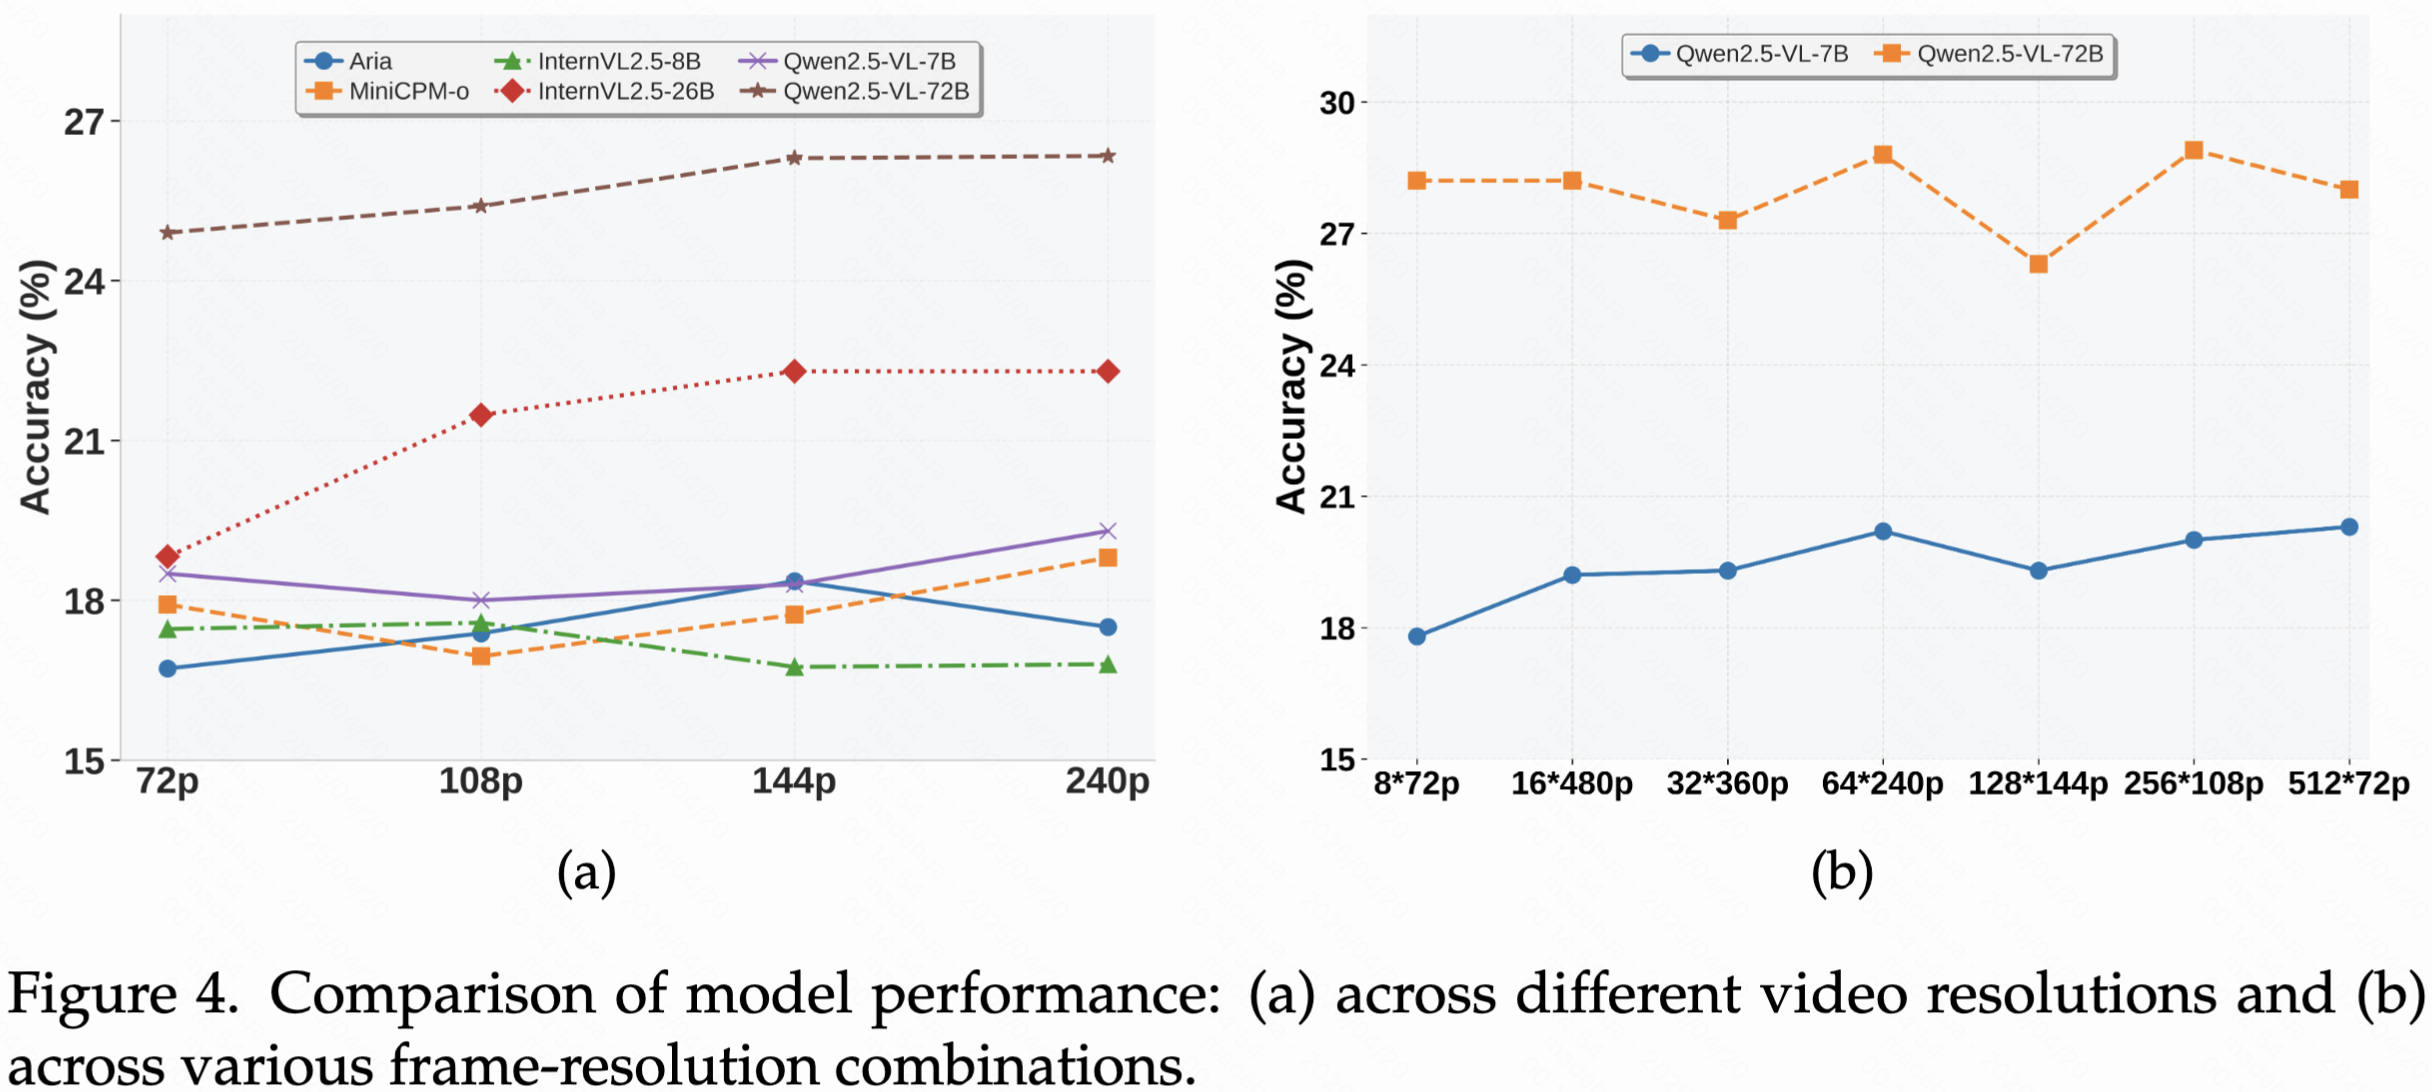 Aria
InternVL2.5-8B
Qwen2.5-VL-7B
MiniCPM-o
InternVL2.5-26B
Qwen2.5-VL-72B
Accuracy (%)
27
24
21
18
15
72p
108p
144p
240p
(a)
Qwen2.5-VL-7B
Qwen2.5-VL-72B
Accuracy (%)
30
27
24
21
18
15
8*72p
16*480p
32*360p
64*240p
128*144p
256*108p
512*72p
(b)
Figure 4. Comparison of model performance: (a) across different video resolutions and (b)
across various frame-resolution combinations.